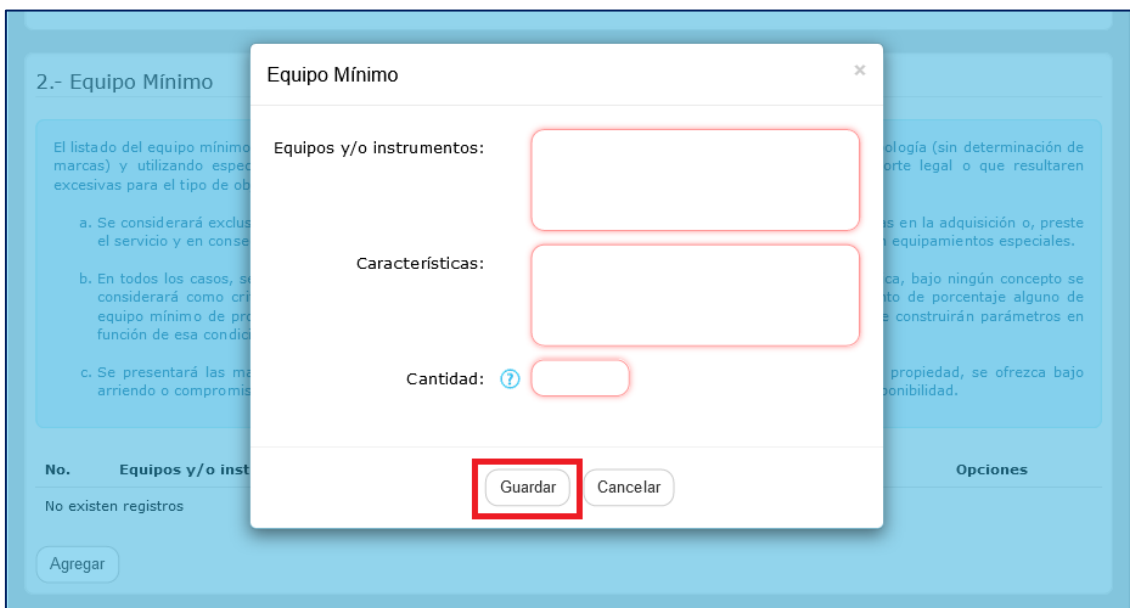 2.- Equipo Mínimo
El listado del equipo mínimo
ología (sin determinación de
marcas) y utilizando espec
orte legal o que resultaren
excesivas para el tipo de ob
a. Se considerará exclus
as en la adquisición o, preste
el servicio y en conse
equipamientos especiales.
b. En todos los casos, se
ca, bajo ningún concepto se
considerará como cri
nto de porcentaje alguno de
equipo mínimo de pro
e construirán parámetros en
función de esa condici
c. Se presentará las ma
propiedad, se ofrezca bajo
arriendo o compromis
ponibilidad.
No. Equipos y/o inst
Opciones
No existen registros
Agregar
Equipo Mínimo ×
Equipos y/o instrumentos:
Características:
Cantidad: ?
Guardar Cancelar